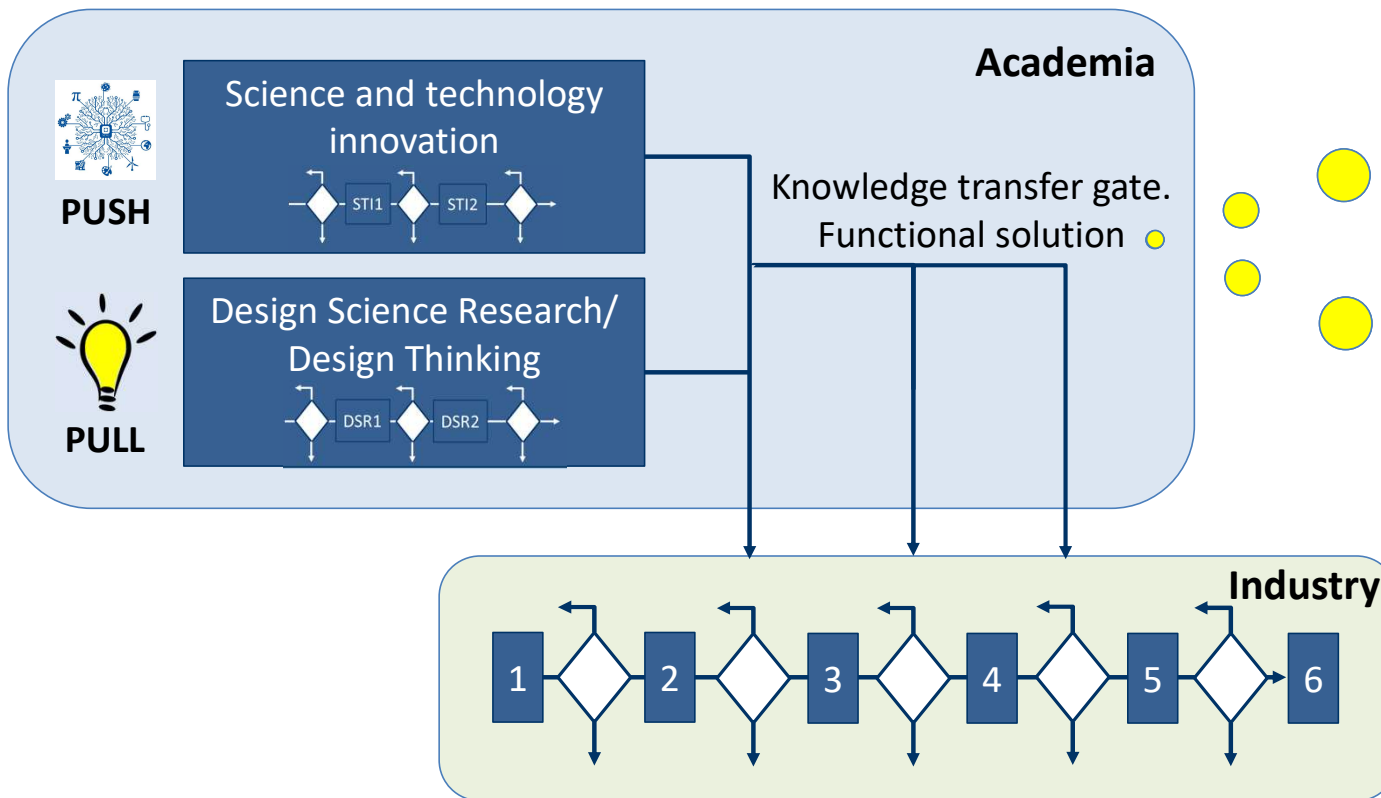 Academia
Science and technology
innovation
STI1
STI2
PUSH
π
Knowledge transfer gate.
Functional solution
Design Science Research/
Design Thinking
DSR1
DSR2
PULL
Industry
1
2
3
4
5
6